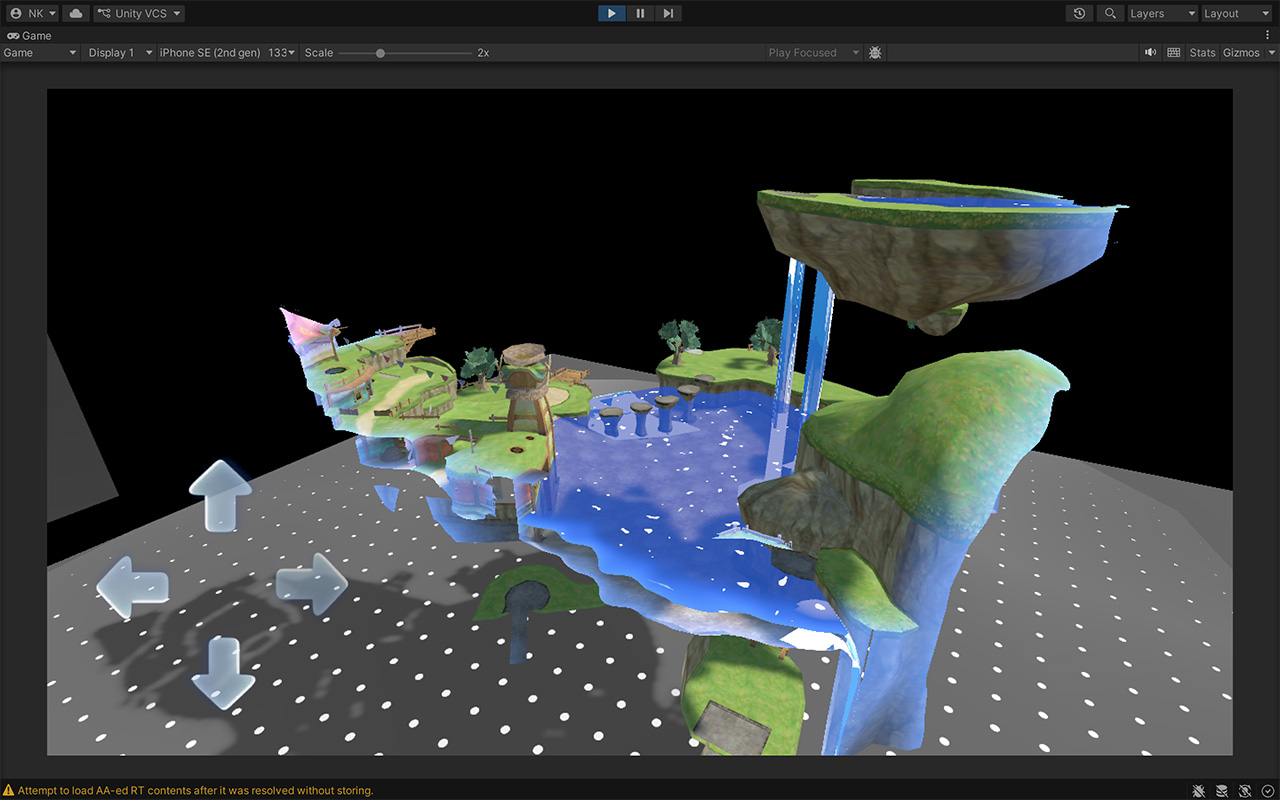 NK Unity VCS Layers Layout
Game
Game Display 1 iPhone SE (2nd gen) 133 Scale 2x Play Focused Stats Gizmos
Attempt to load AA-ed RT contents after it was resolved without storing.